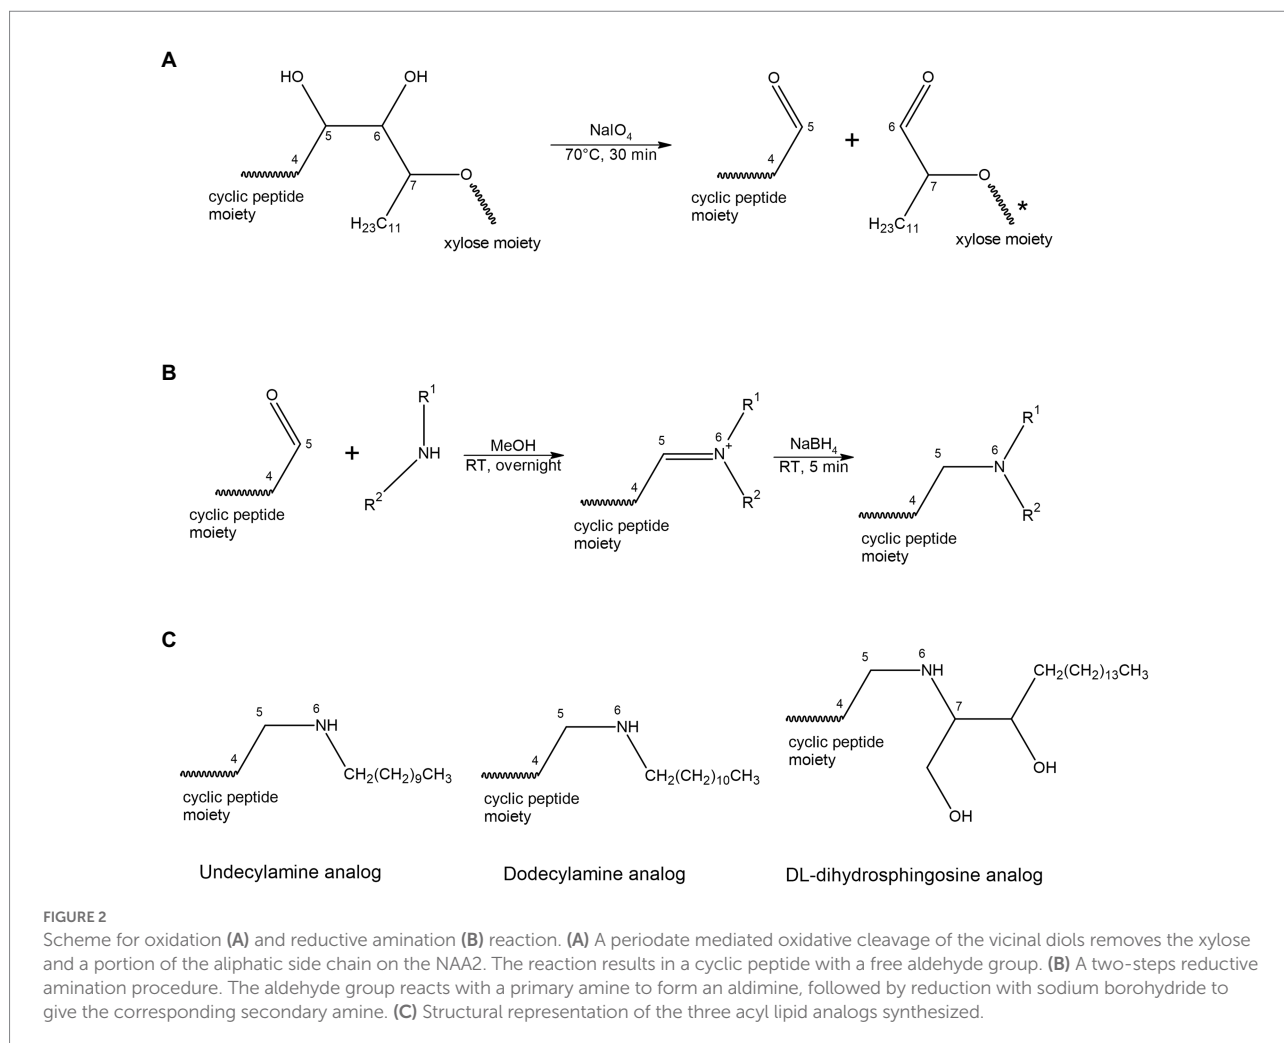 A
HO
OH
5
6
4
7
O
cyclic peptide
moiety
H23C11
xylose moiety
NaIO4
70°C, 30 min
O
5
4
cyclic peptide
moiety
+
O
6
7
O
H23C11
*
xylose moiety
B
O
5
4
cyclic peptide
moiety
+
R1
NH
R2
MeOH
RT, overnight
5
6
N+
R1
R2
4
cyclic peptide
moiety
NaBH4
RT, 5 min
5
6
N
R1
R2
4
cyclic peptide
moiety
C
5
6
NH
4
CH2(CH2)9CH3
cyclic peptide
moiety
Undecylamine analog
5
6
NH
4
CH2(CH2)10CH3
cyclic peptide
moiety
Dodecylamine analog
5
6
NH
CH2(CH2)13CH3
4
7
cyclic peptide
moiety
OH
OH
DL-dihydrosphingosine analog
FIGURE 2
Scheme for oxidation (A) and reductive amination (B) reaction. (A) A periodate mediated oxidative cleavage of the vicinal diols removes the xylose
and a portion of the aliphatic side chain on the NAA2. The reaction results in a cyclic peptide with a free aldehyde group. (B) A two-steps reductive
amination procedure. The aldehyde group reacts with a primary amine to form an aldimine, followed by reduction with sodium borohydride to
give the corresponding secondary amine. (C) Structural representation of the three acyl lipid analogs synthesized.